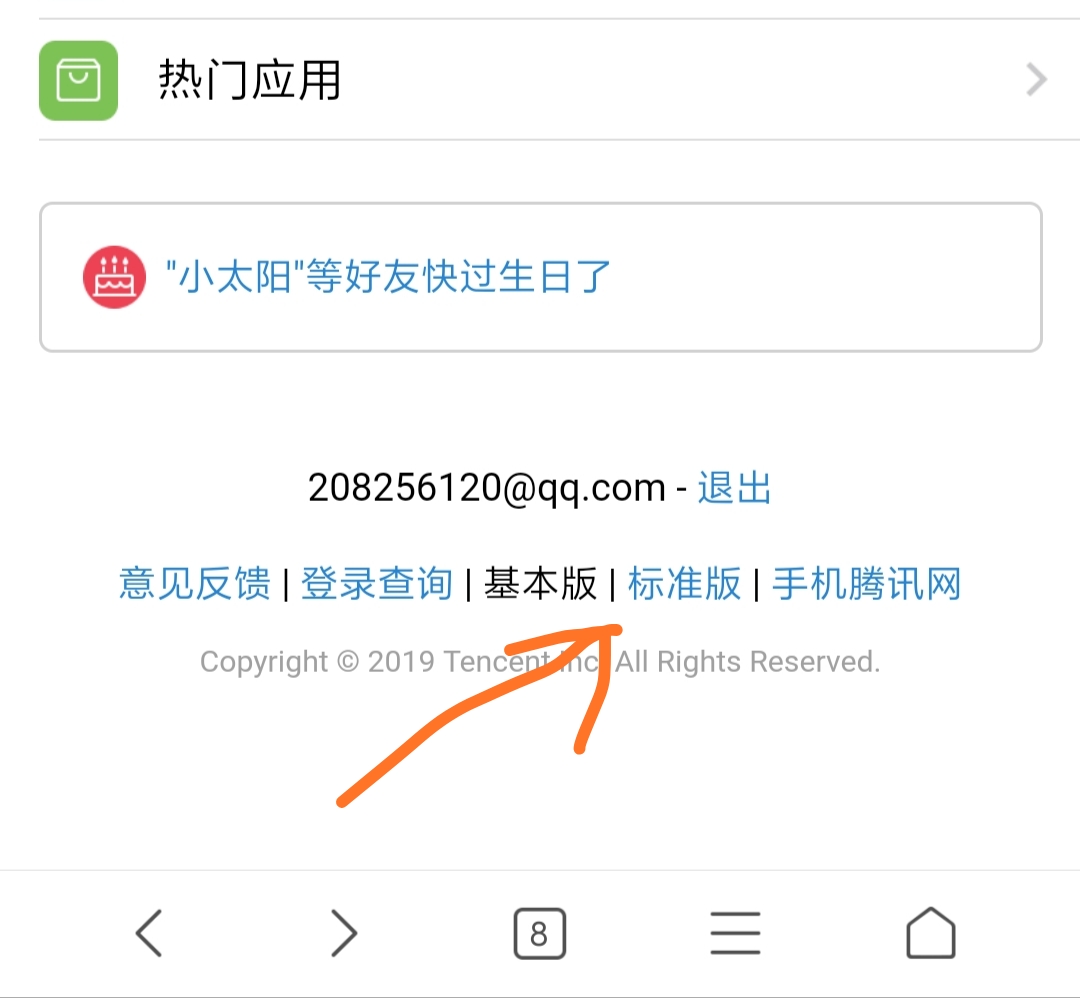 热门应用
"小太阳"等好友快过生日了
208256120@qq.com - 退出
意见反馈 | 登录查询 | 基本版 | 标准版 | 手机腾讯网
Copyright © 2019 Tencent Inc. All Rights Reserved.
8